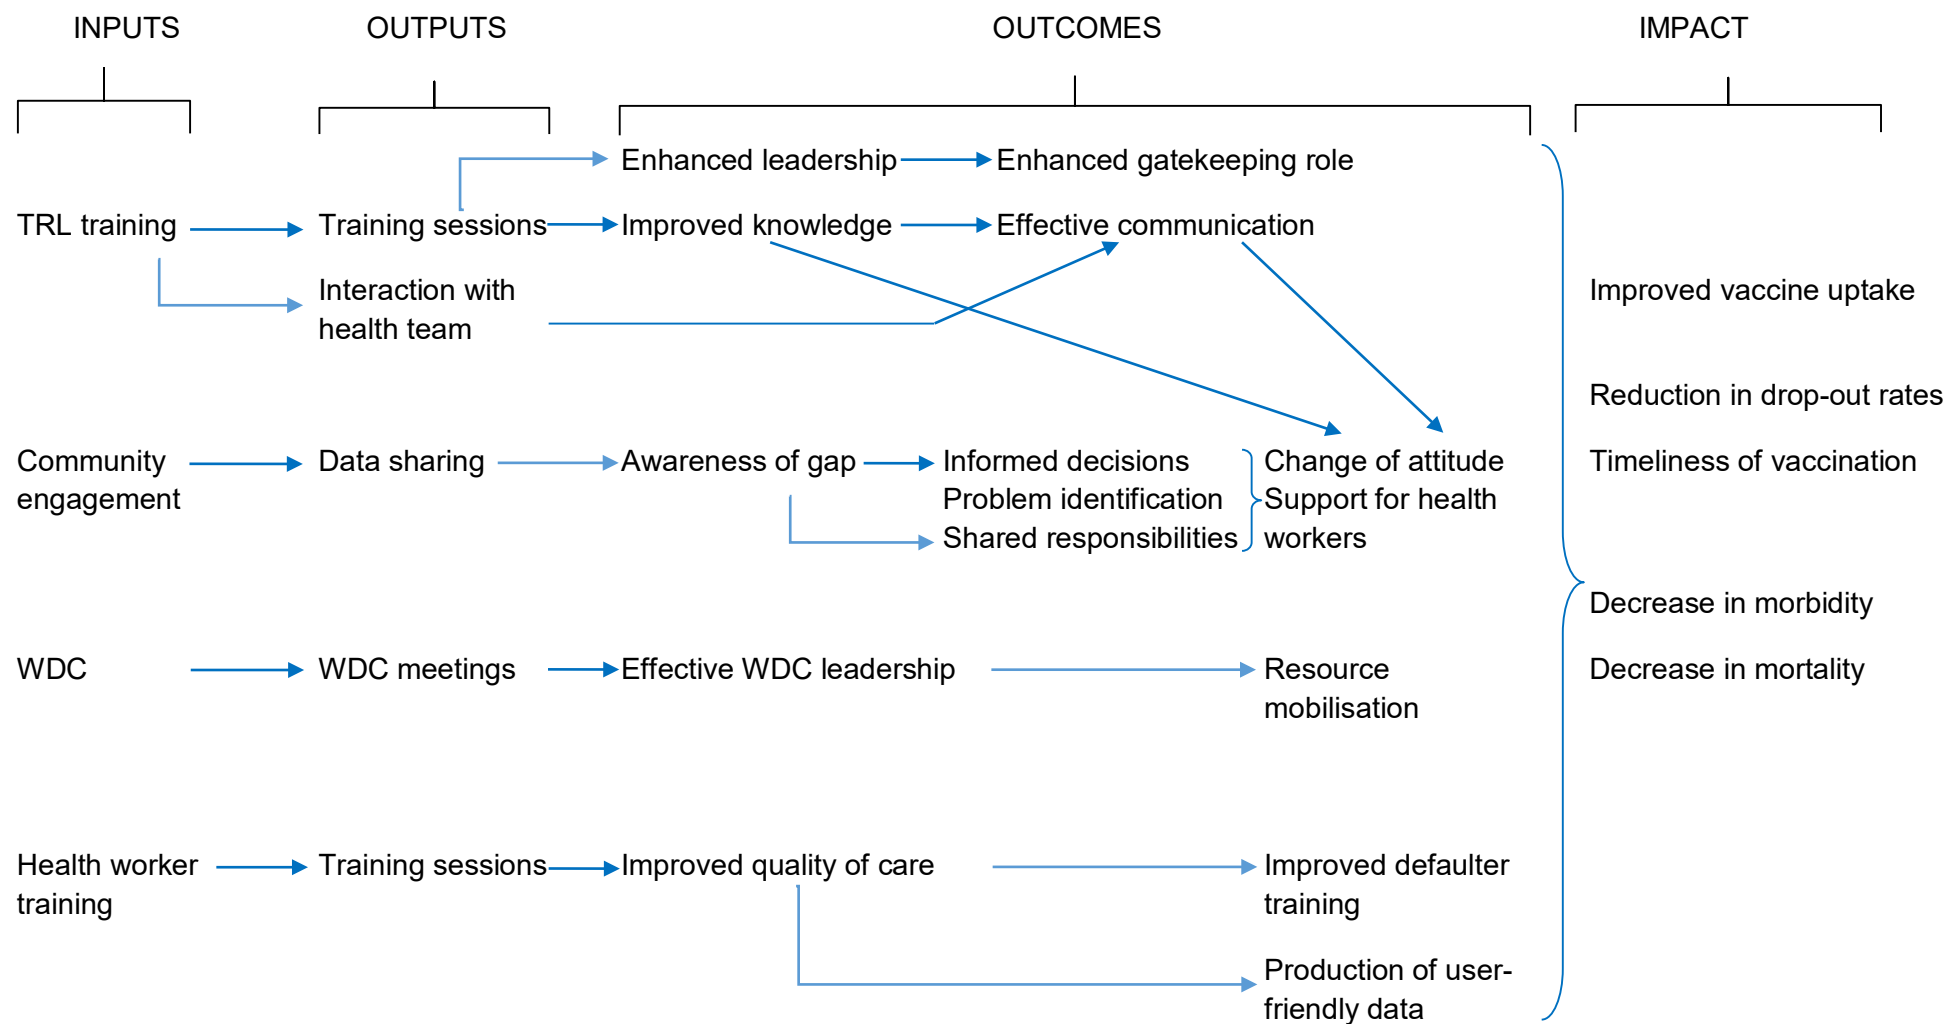 INPUTS OUTPUTS OUTCOMES IMPACT
Enhanced leadership Enhanced gatekeeping role
TRL training Training sessions Improved knowledge Effective communication
Interaction with
health team
Improved vaccine uptake
Reduction in drop-out rates
Community
engagement
Data sharing
Awareness of gap
Informed decisions
Problem identification
Shared responsibilities
Change of attitude
Support for health
workers
Timeliness of vaccination
Decrease in morbidity
WDC WDC meetings Effective WDC leadership
Resource
mobilisation
Decrease in mortality
Health worker
training
Training sessions
Improved quality of care
Improved defaulter
training
Production of user-
friendly data